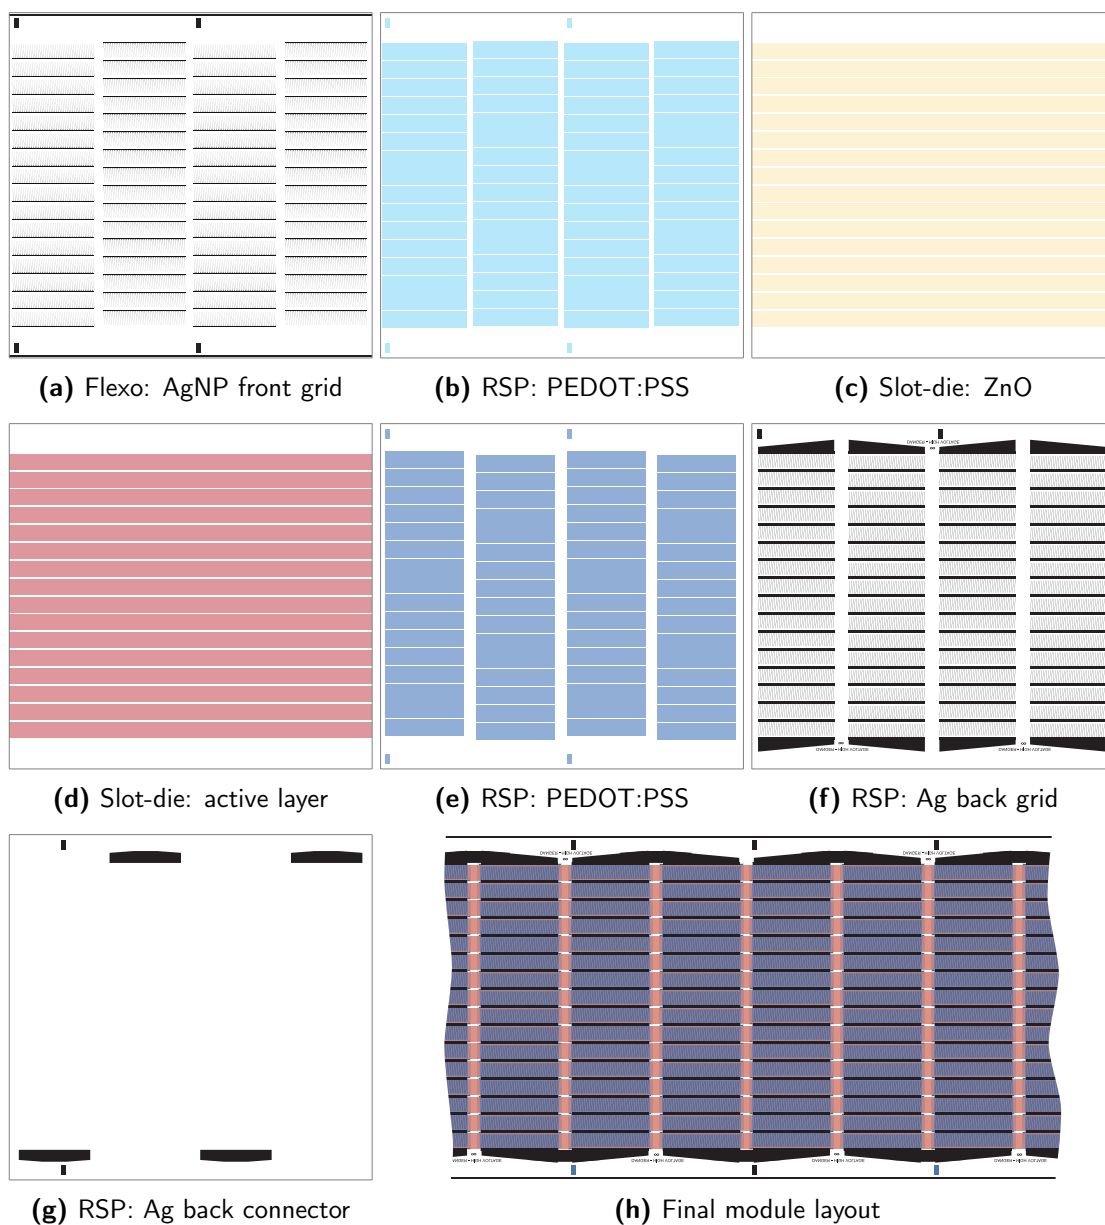 (a) Flexo: AgNP front grid
(b) RSP: PEDOT:PSS
(c) Slot-die: ZnO
(d) Slot-die: active layer
(e) RSP: PEDOT:PSS
(f) RSP: Ag back grid
(g) RSP: Ag back connector
(h) Final module layout